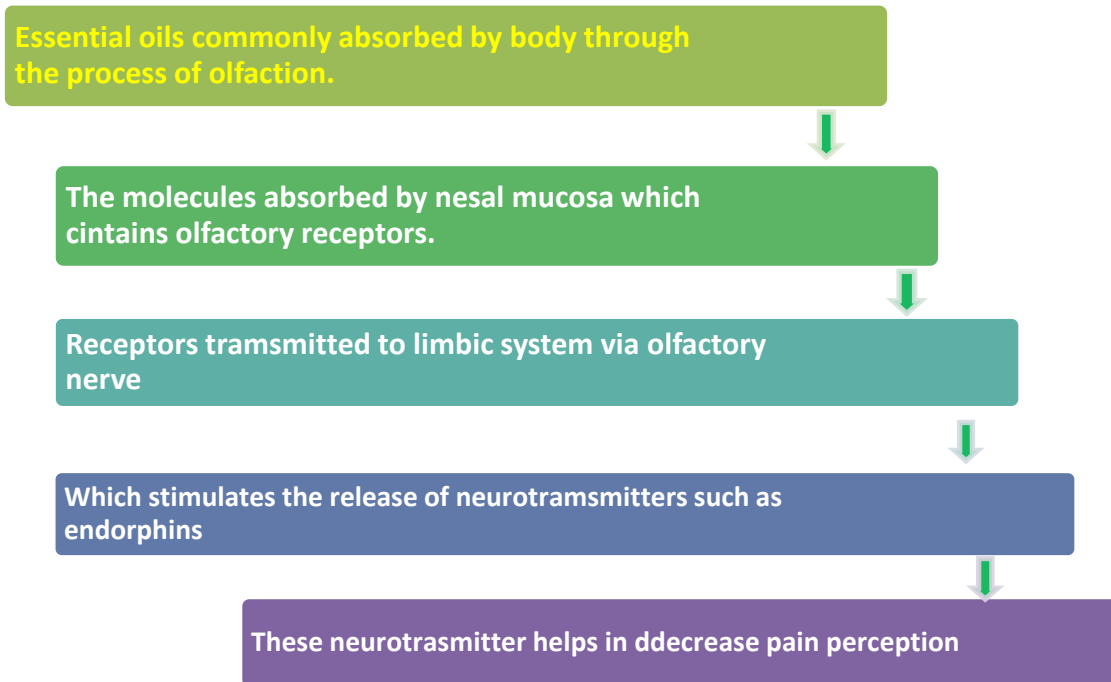 Essential oils commonly absorbed by body through
the process of olfaction.
The molecules absorbed by nesal mucosa which
cintains olfactory receptors.
Receptors tramsmitted to limbic system via olfactory
nerve
Which stimulates the release of neurotramsmitters such as
endorphins
These neurotrasmitter helps in ddecrease pain perception